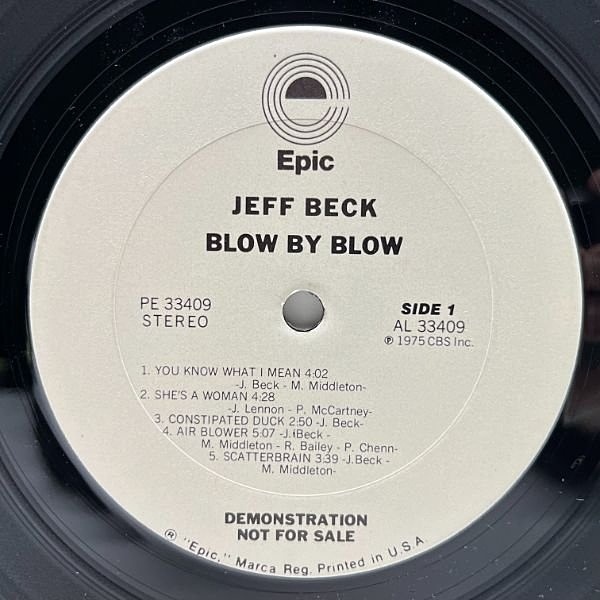 Epic
JEFF BECK
BLOW BY BLOW
PE 33409
STEREO
SIDE 1
AL 33409
℗ 1975 CBS Inc.
1. YOU KNOW WHAT I MEAN 4:02
-J. Beck - M. Middleton-
2. SHE'S A WOMAN 4:28
-J. Lennon - P. McCartney-
3. CONSTIPATED DUCK 2:50 -J. Beck-
4. AIR BLOWER 5:07 -J. Beck -
M. Middleton - R. Bailey - P. Chenn-
5. SCATTERBRAIN 3:39 -J. Beck -
M. Middleton-
DEMONSTRATION
NOT FOR SALE
® "Epic," Marca Reg. Printed in U.S.A.